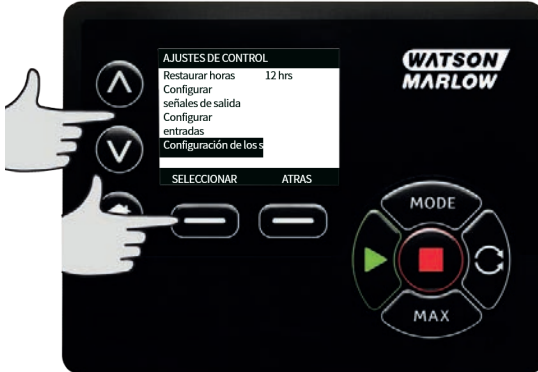 AJUSTES DE CONTROL
Restaurar horas 12 hrs
Configurar
señales de salida
Configurar
entradas
Configuración de los s
SELECCIONAR ATRAS
WATSON
MARLOW
MODE
MAX